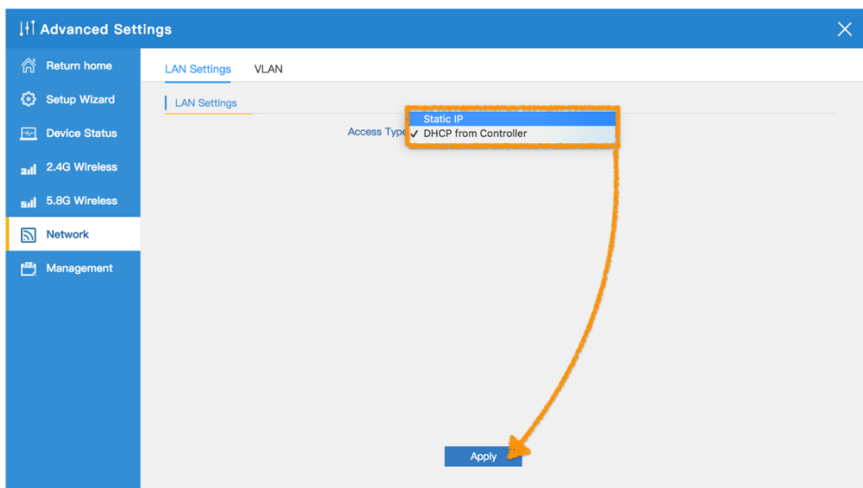 Advanced Settings
Return home
Setup Wizard
Device Status
2.4G Wireless
5.8G Wireless
Network
Management
LAN Settings VLAN
LAN Settings
Access Type
Static IP
✓ DHCP from Controller
Apply